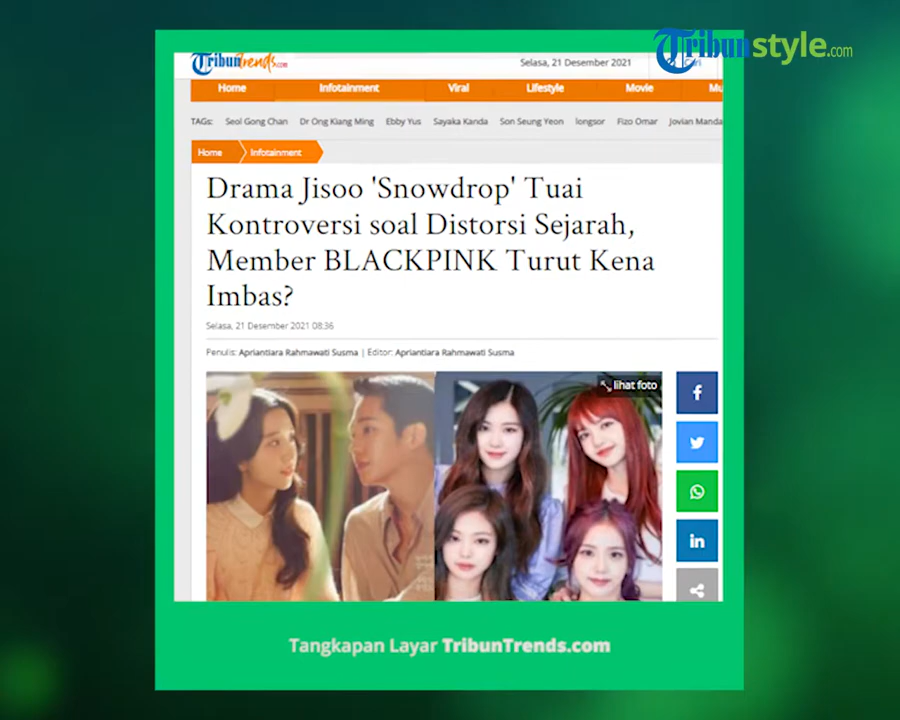 Tribunstyle.com
TribunTrends.com
Selasa, 21 Desember 2021
Home Infotainment Viral Lifestyle Movie Mu
TAGs: Seol Gong Chan Dr Ong Kiang Ming Ebby Yus Sayaka Kanda Son Seung Yeon longsor Fizo Omar Jovian Manda
Home Infotainment
Drama Jisoo 'Snowdrop' Tuai
Kontroversi soal Distorsi Sejarah,
Member BLACKPINK Turut Kena
Imbas?
Selasa, 21 Desember 2021 08:36
Penulis: Apriantiara Rahmawati Susma | Editor: Apriantiara Rahmawati Susma
lihat foto
Tangkapan Layar TribunTrends.com